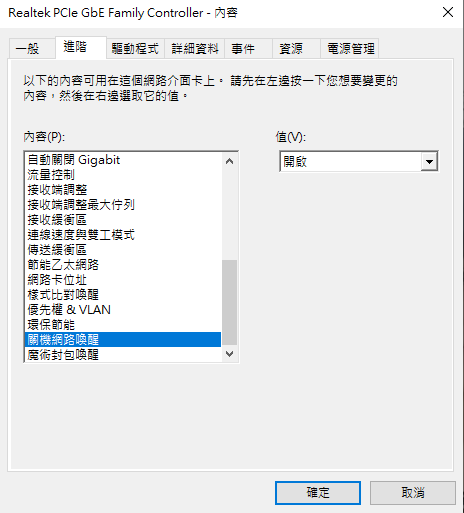 Realtek PCIe GbE Family Controller - 內容
一般 進階 驅動程式 詳細資料 事件 資源 電源管理
以下的內容可用在這個網路介面卡上。 請先在左邊按一下您想要變更的
內容，然後在右邊選取它的值。
內容(P):
自動關閉 Gigabit
流量控制
接收端調整
接收端調整最大佇列
接收緩衝區
連線速度與雙工模式
傳送緩衝區
節能乙太網路
網路卡位址
樣式比對喚醒
優先權 & VLAN
環保節能
關機網路喚醒
魔術封包喚醒
值(V):
開啟
確定 取消